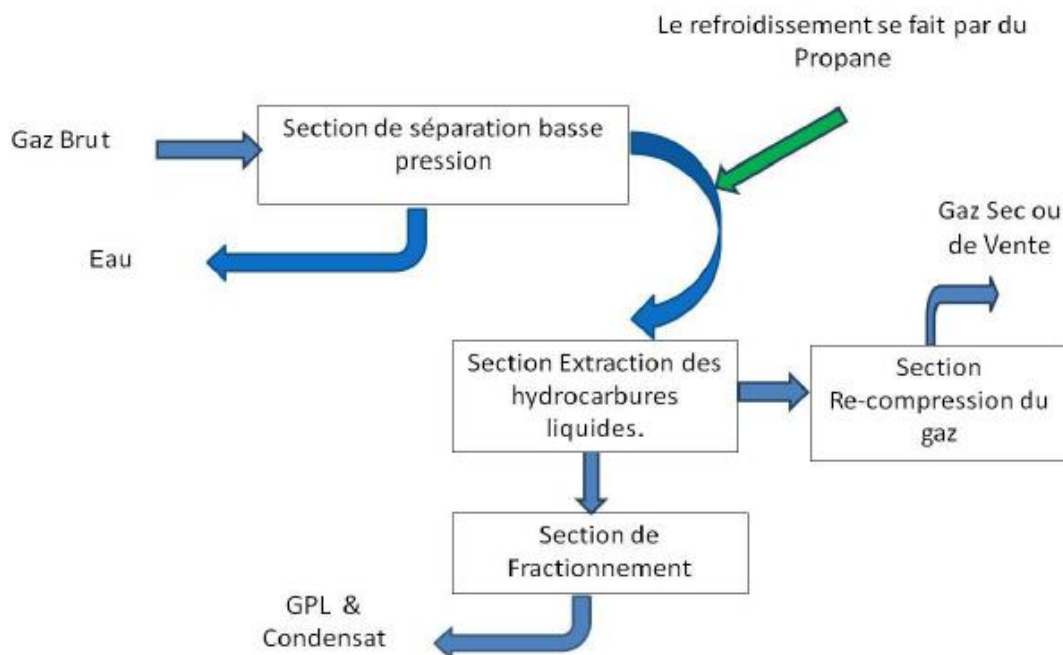 Le refroidissement se fait par du
Propane
Gaz Brut
Section de séparation basse
pression
Eau
Gaz Sec ou
de Vente
Section Extraction des
hydrocarbures
liquides.
Section
Re-compression du
gaz
Section de
Fractionnement
GPL &
Condensat